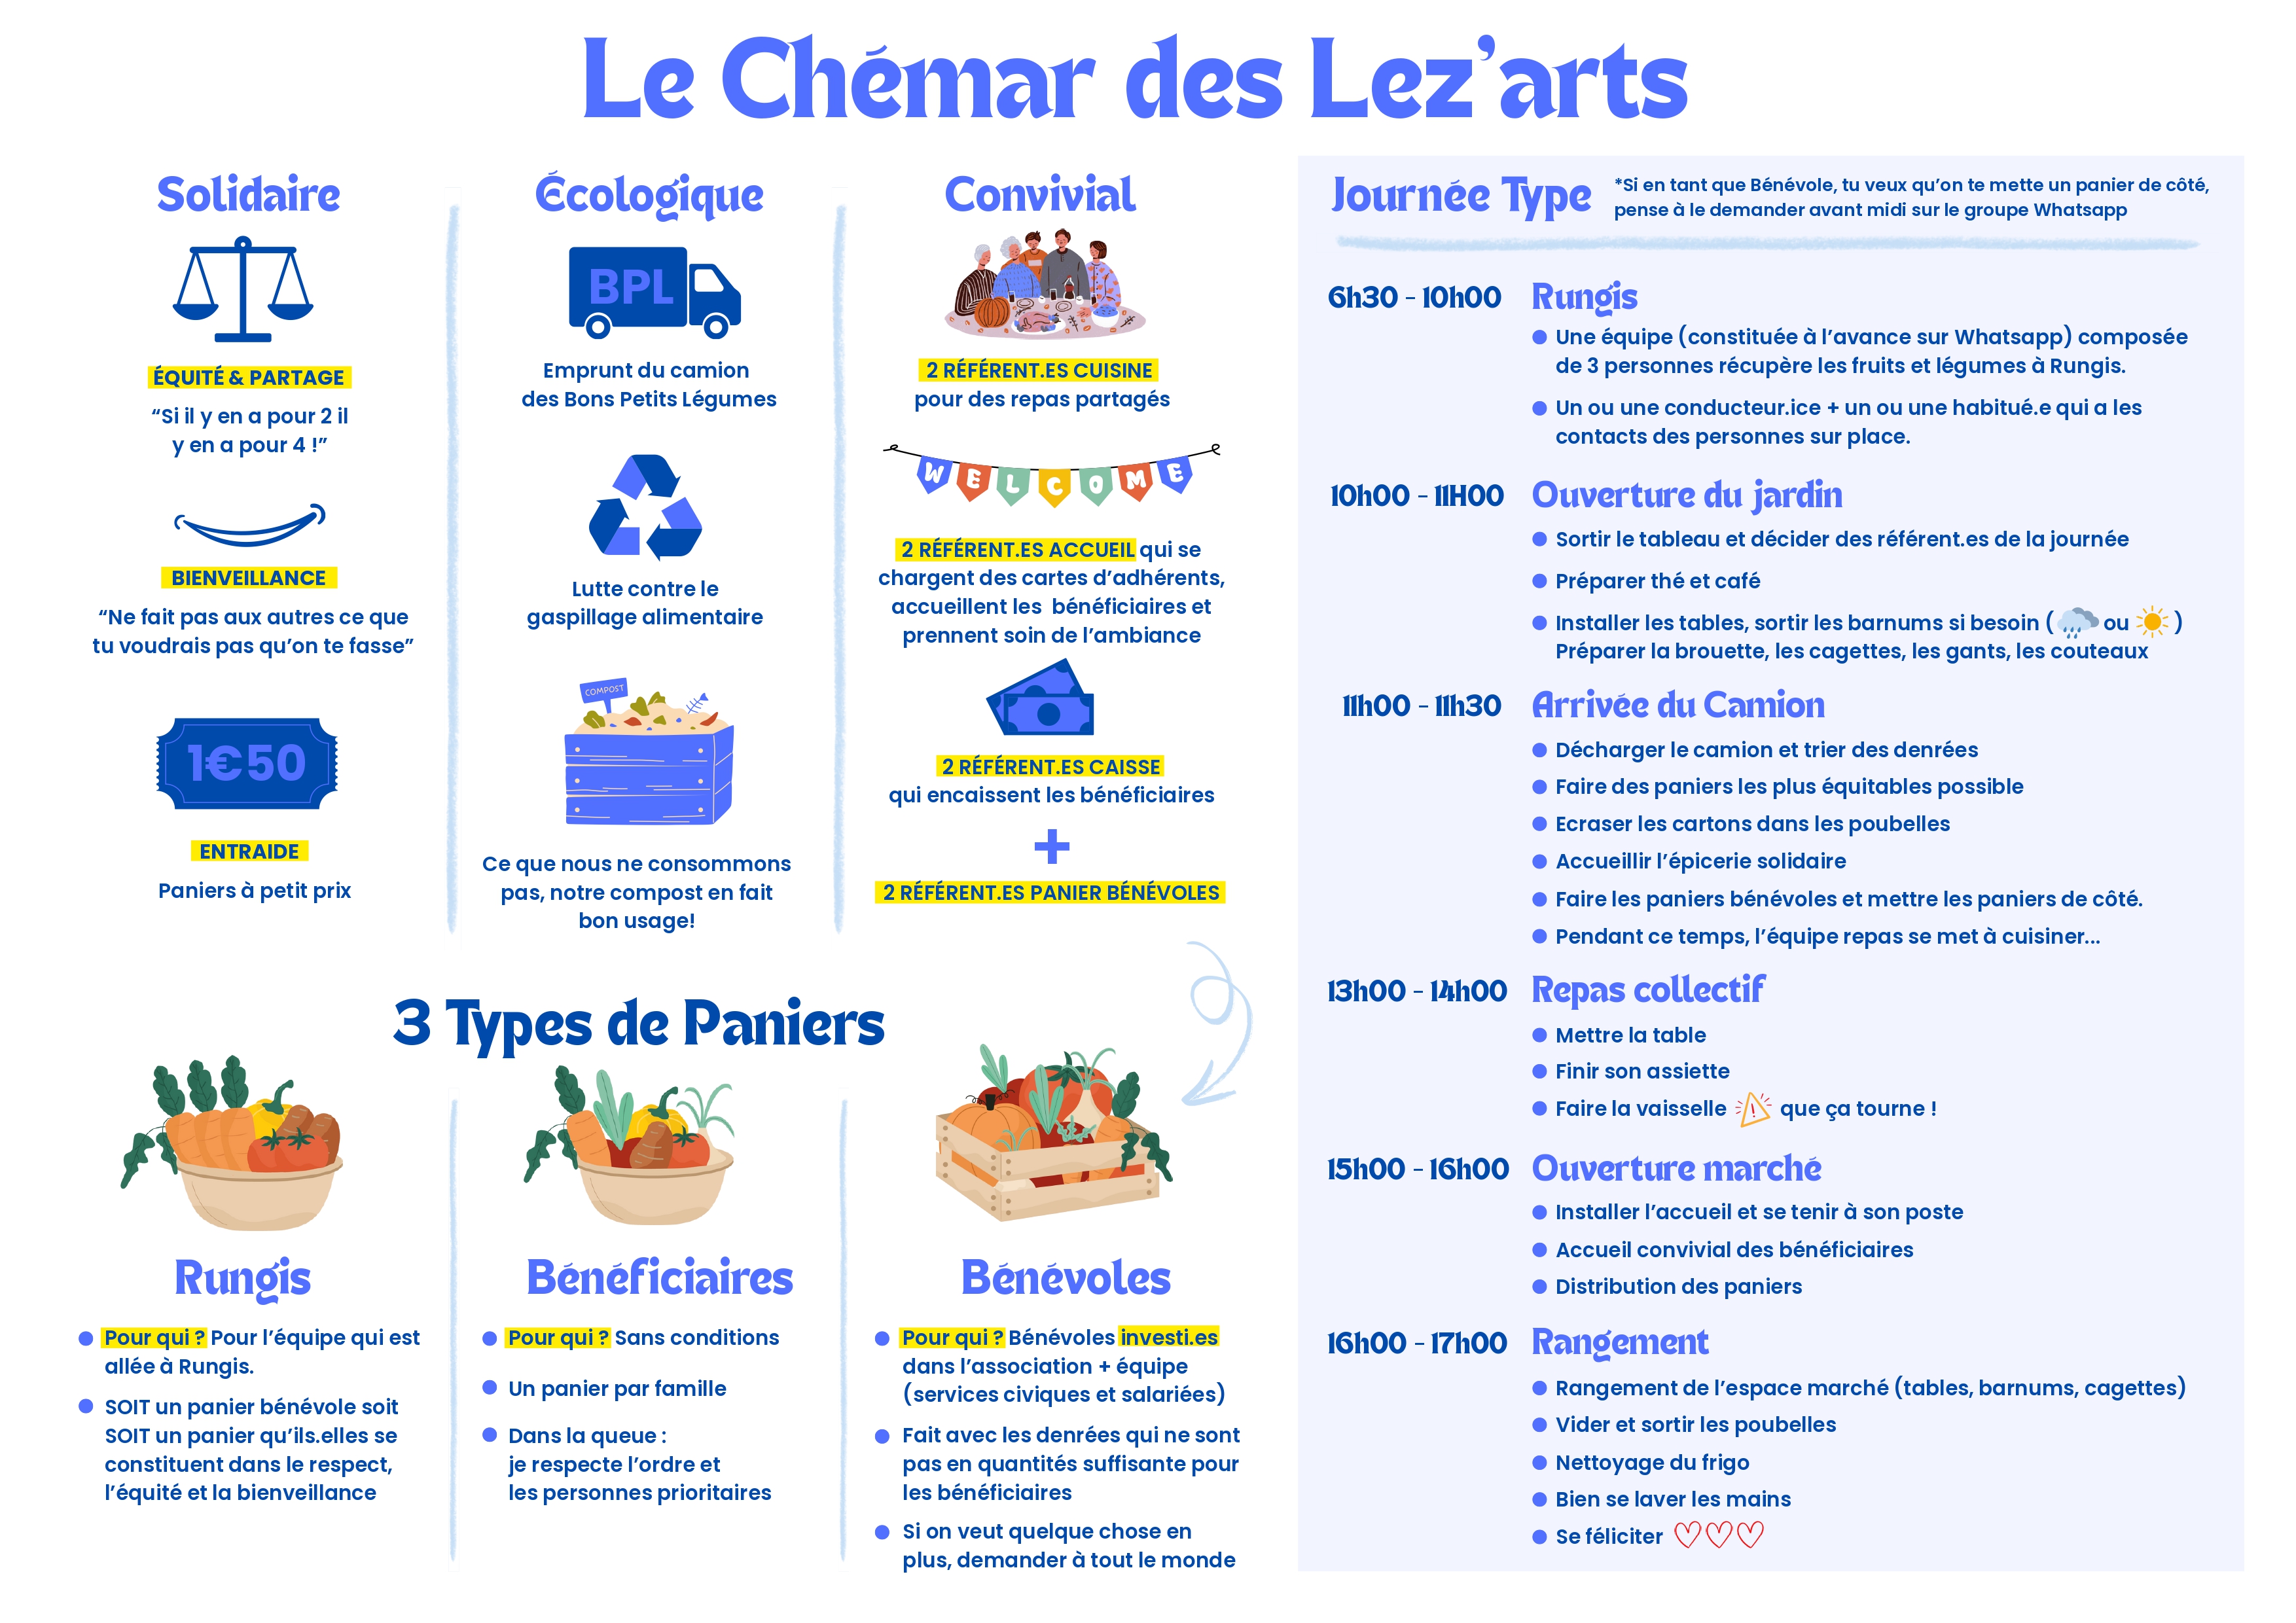 Le Chémar des Lez’arts
Solidaire
ÉQUITÉ & PARTAGE
“Si il y en a pour 2 il
y en a pour 4 !”
BIENVEILLANCE
“Ne fait pas aux autres ce que
tu voudrais pas qu’on te fasse”
1€50
ENTRAIDE
Paniers à petit prix
Écologique
BPL
Emprunt du camion
des Bons Petits Légumes
Lutte contre le
gaspillage alimentaire
COMPOST
Ce que nous ne consommons
pas, notre compost en fait
bon usage!
Convivial
2 RÉFÉRENT.ES CUISINE
pour des repas partagés
WELCOME
2 RÉFÉRENT.ES ACCUEIL qui se
chargent des cartes d’adhérents,
accueillent les bénéficiaires et
prennent soin de l’ambiance
2 RÉFÉRENT.ES CAISSE
qui encaissent les bénéficiaires
+
2 RÉFÉRENT.ES PANIER BÉNÉVOLES
3 Types de Paniers
Rungis
Pour qui ? Pour l’équipe qui est
allée à Rungis.
SOIT un panier bénévole soit
SOIT un panier qu’ils.elles se
constituent dans le respect,
l’équité et la bienveillance
Bénéficiaires
Pour qui ? Sans conditions
Un panier par famille
Dans la queue :
je respecte l’ordre et
les personnes prioritaires
Bénévoles
Pour qui ? Bénévoles investi.es
dans l’association + équipe
(services civiques et salariées)
Fait avec les denrées qui ne sont
pas en quantités suffisante pour
les bénéficiaires
Si on veut quelque chose en
plus, demander à tout le monde
Journée Type
*Si en tant que Bénévole, tu veux qu’on te mette un panier de côté,
pense à le demander avant midi sur le groupe Whatsapp
6h30 - 10h00 Rungis
Une équipe (constituée à l’avance sur Whatsapp) composée
de 3 personnes récupère les fruits et légumes à Rungis.
Un ou une conducteur.ice + un ou une habitué.e qui a les
contacts des personnes sur place.
10h00 - 11H00 Ouverture du jardin
Sortir le tableau et décider des référent.es de la journée
Préparer thé et café
Installer les tables, sortir les barnums si besoin ( ou )
Préparer la brouette, les cagettes, les gants, les couteaux
11h00 - 11h30 Arrivée du Camion
Décharger le camion et trier des denrées
Faire des paniers les plus équitables possible
Ecraser les cartons dans les poubelles
Accueillir l’épicerie solidaire
Faire les paniers bénévoles et mettre les paniers de côté.
Pendant ce temps, l’équipe repas se met à cuisiner...
13h00 - 14h00 Repas collectif
Mettre la table
Finir son assiette
Faire la vaisselle ! que ça tourne !
15h00 - 16h00 Ouverture marché
Installer l’accueil et se tenir à son poste
Accueil convivial des bénéficiaires
Distribution des paniers
16h00 - 17h00 Rangement
Rangement de l’espace marché (tables, barnums, cagettes)
Vider et sortir les poubelles
Nettoyage du frigo
Bien se laver les mains
Se féliciter